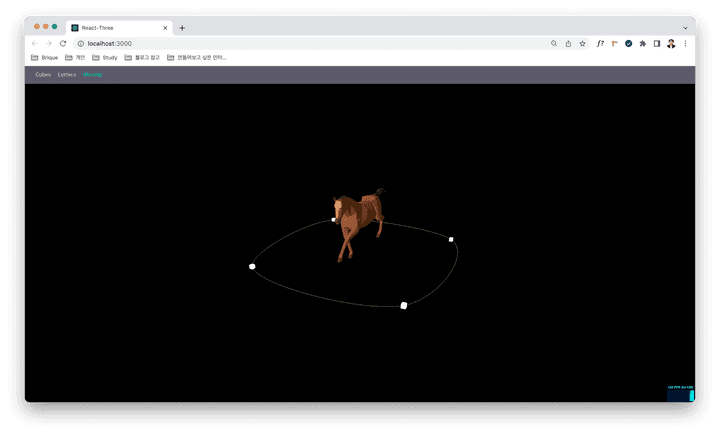 React-Three
localhost:3000
f?
Brique 개인 Study 블로그 참고 만들어보고 싶은 인터...
Cubes Letters Moving